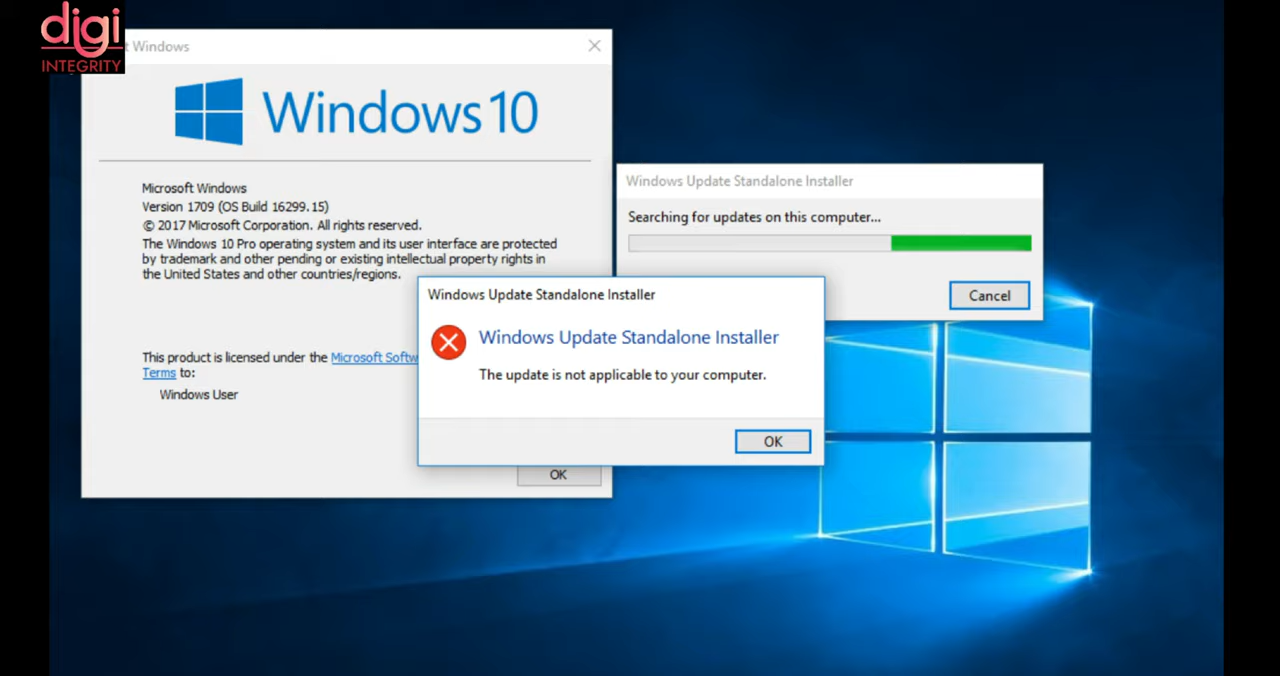 digi
INTEGRITY
t Windows
Windows 10
Microsoft Windows
Version 1709 (OS Build 16299.15)
© 2017 Microsoft Corporation. All rights reserved.
The Windows 10 Pro operating system and its user interface are protected
by trademark and other pending or existing intellectual property rights in
the United States and other countries/regions.
This product is licensed under the Microsoft Softw
Terms to:
Windows User
OK
Windows Update Standalone Installer
Searching for updates on this computer...
Cancel
Windows Update Standalone Installer
Windows Update Standalone Installer
The update is not applicable to your computer.
OK